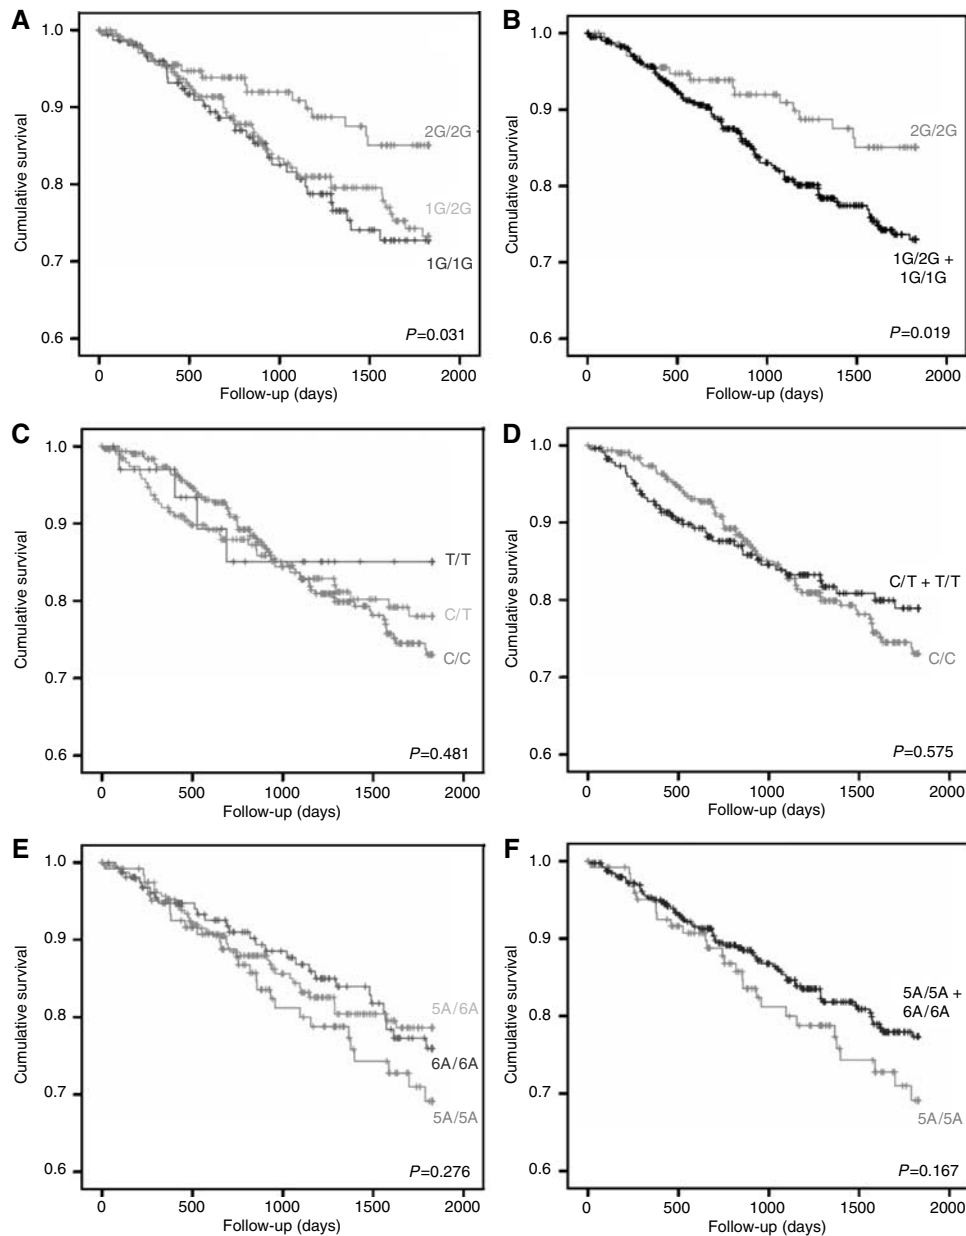 A
Cumulative survival
1.0
0.9
0.8
0.7
0.6
2G/2G
1G/2G
1G/1G
P=0.031
0 500 1000 1500 2000
Follow-up (days)
B
Cumulative survival
1.0
0.9
0.8
0.7
0.6
2G/2G
1G/2G +
1G/1G
P=0.019
0 500 1000 1500 2000
Follow-up (days)
C
Cumulative survival
1.0
0.9
0.8
0.7
0.6
T/T
C/T
C/C
P=0.481
0 500 1000 1500 2000
Follow-up (days)
D
Cumulative survival
1.0
0.9
0.8
0.7
0.6
C/T + T/T
C/C
P=0.575
0 500 1000 1500 2000
Follow-up (days)
E
Cumulative survival
1.0
0.9
0.8
0.7
0.6
5A/6A
6A/6A
5A/5A
P=0.276
0 500 1000 1500 2000
Follow-up (days)
F
Cumulative survival
1.0
0.9
0.8
0.7
0.6
5A/5A +
6A/6A
5A/5A
P=0.167
0 500 1000 1500 2000
Follow-up (days)